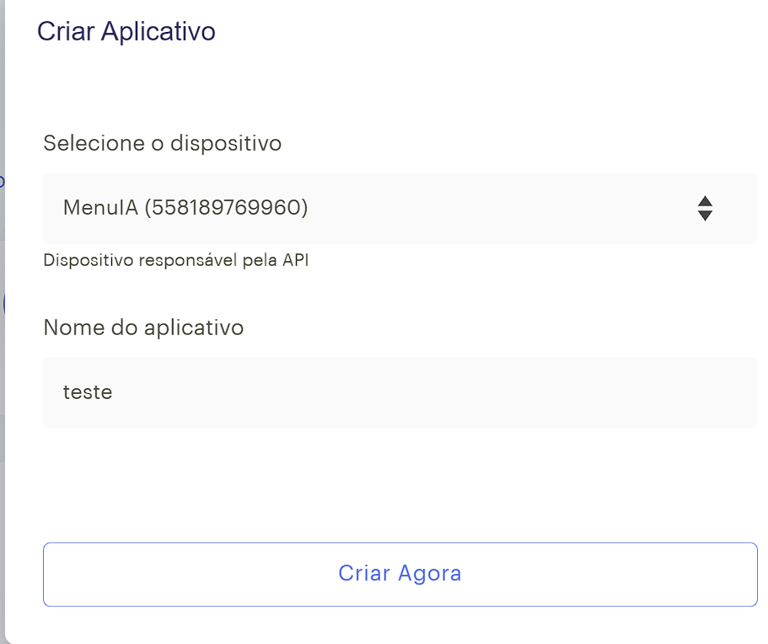 Criar Aplicativo
Selecione o dispositivo
MenuIA (558189769960)
Dispositivo responsável pela API
Nome do aplicativo
teste
Criar Agora